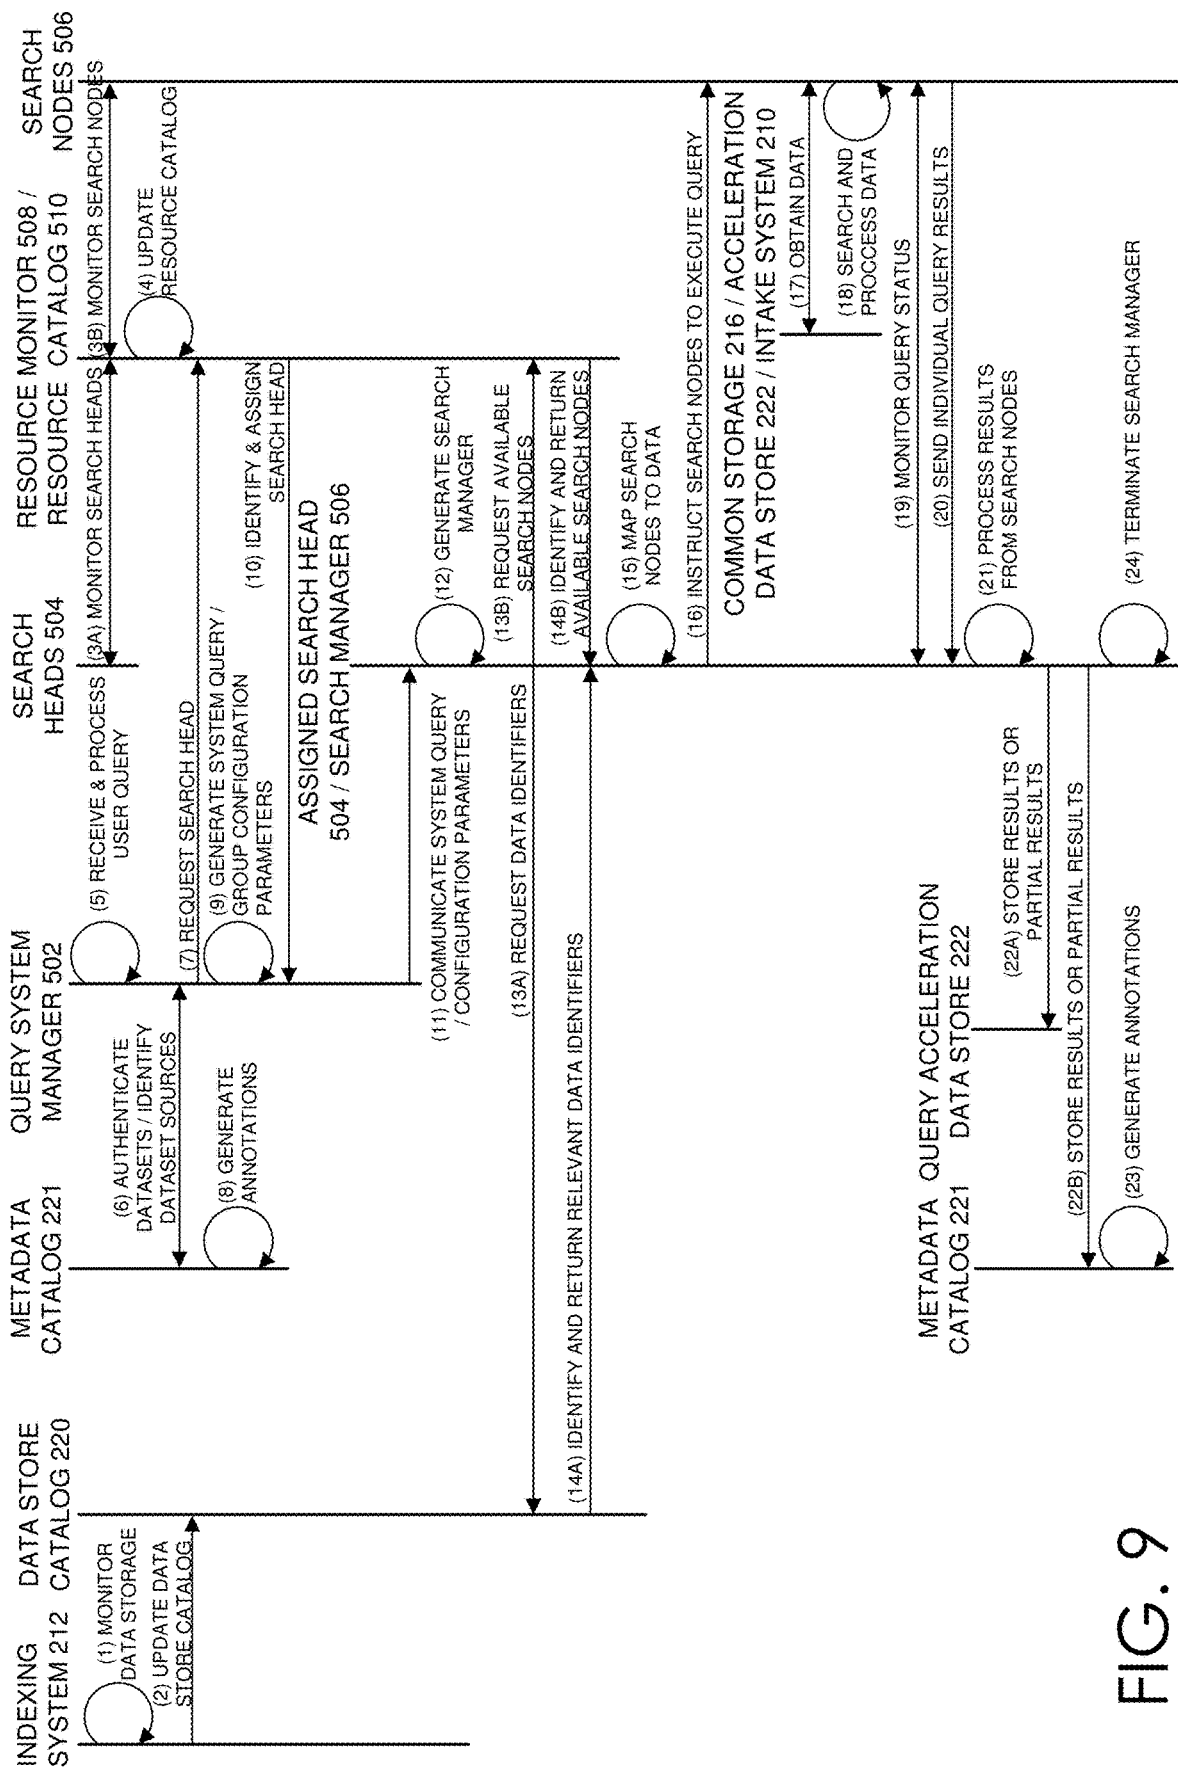 INDEXING
SYSTEM 212
DATA STORE
CATALOG 220
METADATA
CATALOG 221
QUERY SYSTEM
MANAGER 502
SEARCH
HEADS 504
RESOURCE MONITOR 508 /
RESOURCE CATALOG 510
SEARCH
NODES 506
(1) MONITOR
DATA STORAGE
(2) UPDATE DATA
STORE CATALOG
(3A) MONITOR SEARCH HEADS
(3B) MONITOR SEARCH NODES
(4) UPDATE
RESOURCE CATALOG
(5) RECEIVE & PROCESS
USER QUERY
(6) AUTHENTICATE
DATASETS / IDENTIFY
DATASET SOURCES
(7) REQUEST SEARCH HEAD
(8) GENERATE
ANNOTATIONS
(9) GENERATE SYSTEM QUERY /
GROUP CONFIGURATION
PARAMETERS
(10) IDENTIFY & ASSIGN
SEARCH HEAD
ASSIGNED SEARCH HEAD
504 / SEARCH MANAGER 506
(11) COMMUNICATE SYSTEM QUERY
/ CONFIGURATION PARAMETERS
(12) GENERATE SEARCH
MANAGER
(13A) REQUEST DATA IDENTIFIERS
(13B) REQUEST AVAILABLE
SEARCH NODES
(14A) IDENTIFY AND RETURN RELEVANT DATA IDENTIFIERS
(14B) IDENTIFY AND RETURN
AVAILABLE SEARCH NODES
(15) MAP SEARCH
NODES TO DATA
(16) INSTRUCT SEARCH NODES TO EXECUTE QUERY
COMMON STORAGE 216 / ACCELERATION
DATA STORE 222 / INTAKE SYSTEM 210
(17) OBTAIN DATA
(18) SEARCH AND
PROCCESS DATA
(19) MONITOR QUERY STATUS
(20) SEND INDIVIDUAL QUERY RESULTS
(21) PROCESS RESULTS
FROM SEARCH NODES
METADATA
CATALOG 221
QUERY ACCELERATION
DATA STORE 222
(22A) STORE RESULTS OR
PARTIAL RESULTS
(22B) STORE RESULTS OR PARTIAL RESULTS
(23) GENERATE ANNOTATIONS
(24) TERMINATE SEARCH MANAGER
FIG. 9